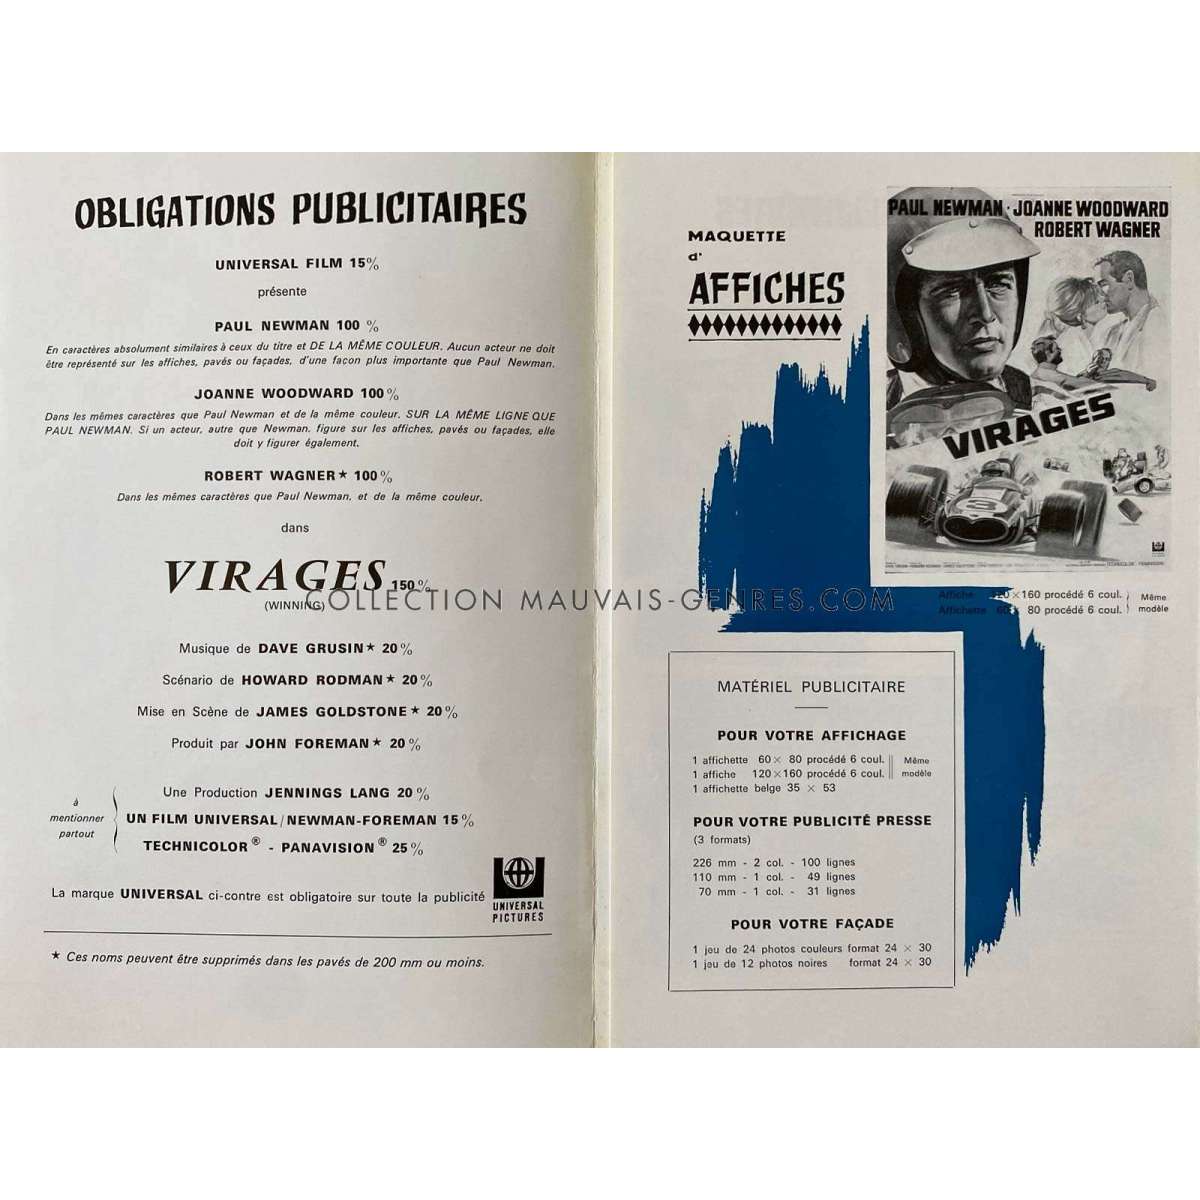 OBLIGATIONS PUBLICITAIRES
UNIVERSAL FILM 15%
présente
PAUL NEWMAN 100 %
En caractères absolument similaires à ceux du titre et DE LA MÊME COULEUR. Aucun acteur ne doit
être représenté sur les affiches, pavés ou façades, d'une façon plus importante que Paul Newman.
JOANNE WOODWARD 100%
Dans les mêmes caractères que Paul Newman et de la même couleur. SUR LA MÊME LIGNE QUE
PAUL NEWMAN. Si un acteur, autre que Newman. figure sur les affiches, pavés ou façades, elle
doit y figurer également.
ROBERT WAGNER★ 100%
Dans les mêmes caractères que Paul Newman, et de la même couleur.
dans
VIRAGES 150%
(WINNING)
Musique de DAVE GRUSIN★ 20%
Scénario de HOWARD RODMAN★ 20%
Mise en Scène de JAMES GOLDSTONE★ 20%
Produit par JOHN FOREMAN★ 20%
à
mentionner
partout
Une Production JENNINGS LANG 20%
UN FILM UNIVERSAL/NEWMAN-FOREMAN 15%
TECHNICOLOR® - PANAVISION® 25%
La marque UNIVERSAL ci-contre est obligatoire sur toute la publicité
UNIVERSAL
PICTURES
★ Ces noms peuvent être supprimés dans les pavés de 200 mm ou moins.
COLLECTION MAUVAIS-GENRES.COM
MAQUETTE
d'
AFFICHES
PAUL NEWMAN · JOANNE WOODWARD
ROBERT WAGNER
VIRAGES
3
Affiche 120×160 procédé 6 coul.
Affichette 60× 80 procédé 6 coul.
Même
modèle
MATÉRIEL PUBLICITAIRE
POUR VOTRE AFFICHAGE
1 affichette 60× 80 procédé 6 coul.
1 affiche 120×160 procédé 6 coul.
Même
modèle
1 affichette belge 35 × 53
POUR VOTRE PUBLICITÉ PRESSE
(3 formats)
226 mm - 2 col. - 100 lignes
110 mm - 1 col. - 49 lignes
70 mm - 1 col. - 31 lignes
POUR VOTRE FAÇADE
1 jeu de 24 photos couleurs format 24 × 30
1 jeu de 12 photos noires format 24 × 30